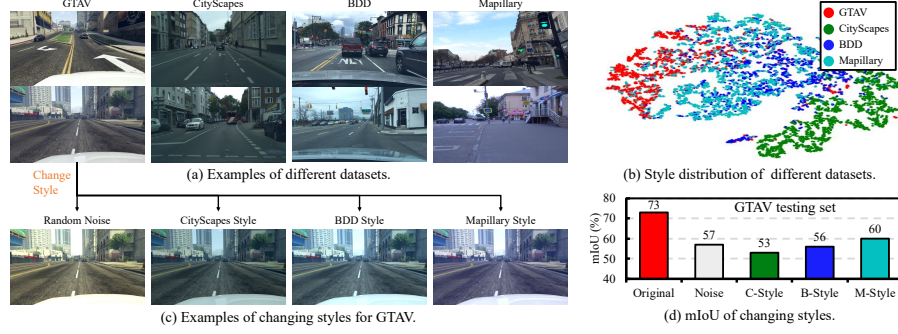 GTAV
CityScapes
BDD
Mapillary
(a) Examples of different datasets.
Change
Style
Random Noise
CityScapes Style
BDD Style
Mapillary Style
(c) Examples of changing styles for GTAV.
GTAV
CityScapes
BDD
Mapillary
(b) Style distribution of different datasets.
GTAV testing set
mIoU (%)
80
70
60
50
40
73
57
53
56
60
Original
Noise
C-Style
B-Style
M-Style
(d) mIoU of changing styles.